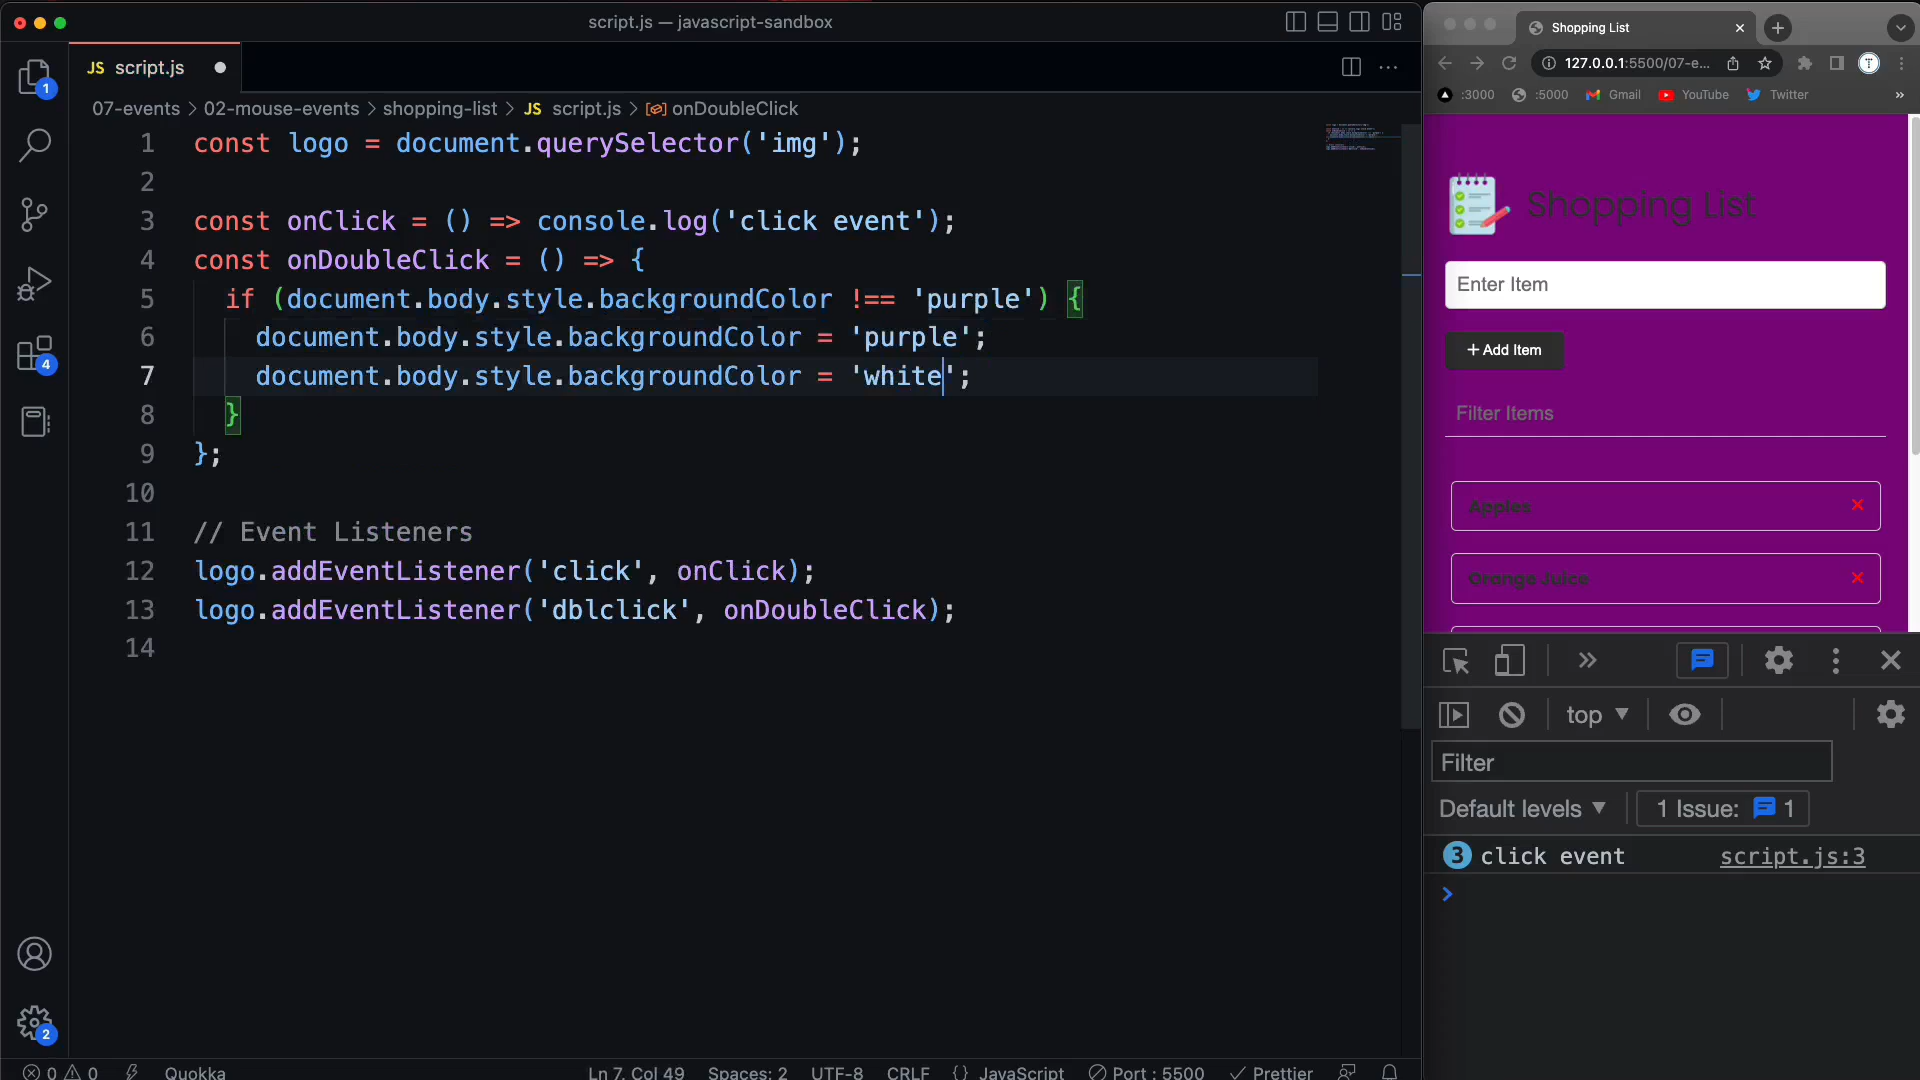 script.js — javascript-sandbox
JS script.js
1
07-events > 02-mouse-events > shopping-list > JS script.js > onDoubleClick
1 const logo = document.querySelector('img');
2
3 const onClick = () => console.log('click event');
4 const onDoubleClick = () => {
5 if (document.body.style.backgroundColor !== 'purple') {
6 document.body.style.backgroundColor = 'purple';
7 document.body.style.backgroundColor = 'white';
8 }
9 };
10
11 // Event Listeners
12 logo.addEventListener('click', onClick);
13 logo.addEventListener('dblclick', onDoubleClick);
14
4
2
0 0 Quokka Ln 7, Col 49 Spaces: 2 UTF-8 CRLF {} JavaScript Port : 5500 Prettier
Shopping List
127.0.0.1:5500/07-e... T
:3000 :5000 Gmail YouTube Twitter »
Shopping List
Enter Item
+ Add Item
Filter Items
Apples
Orange Juice
top
Filter
Default levels 1 Issue: 1
3 click event script.js:3